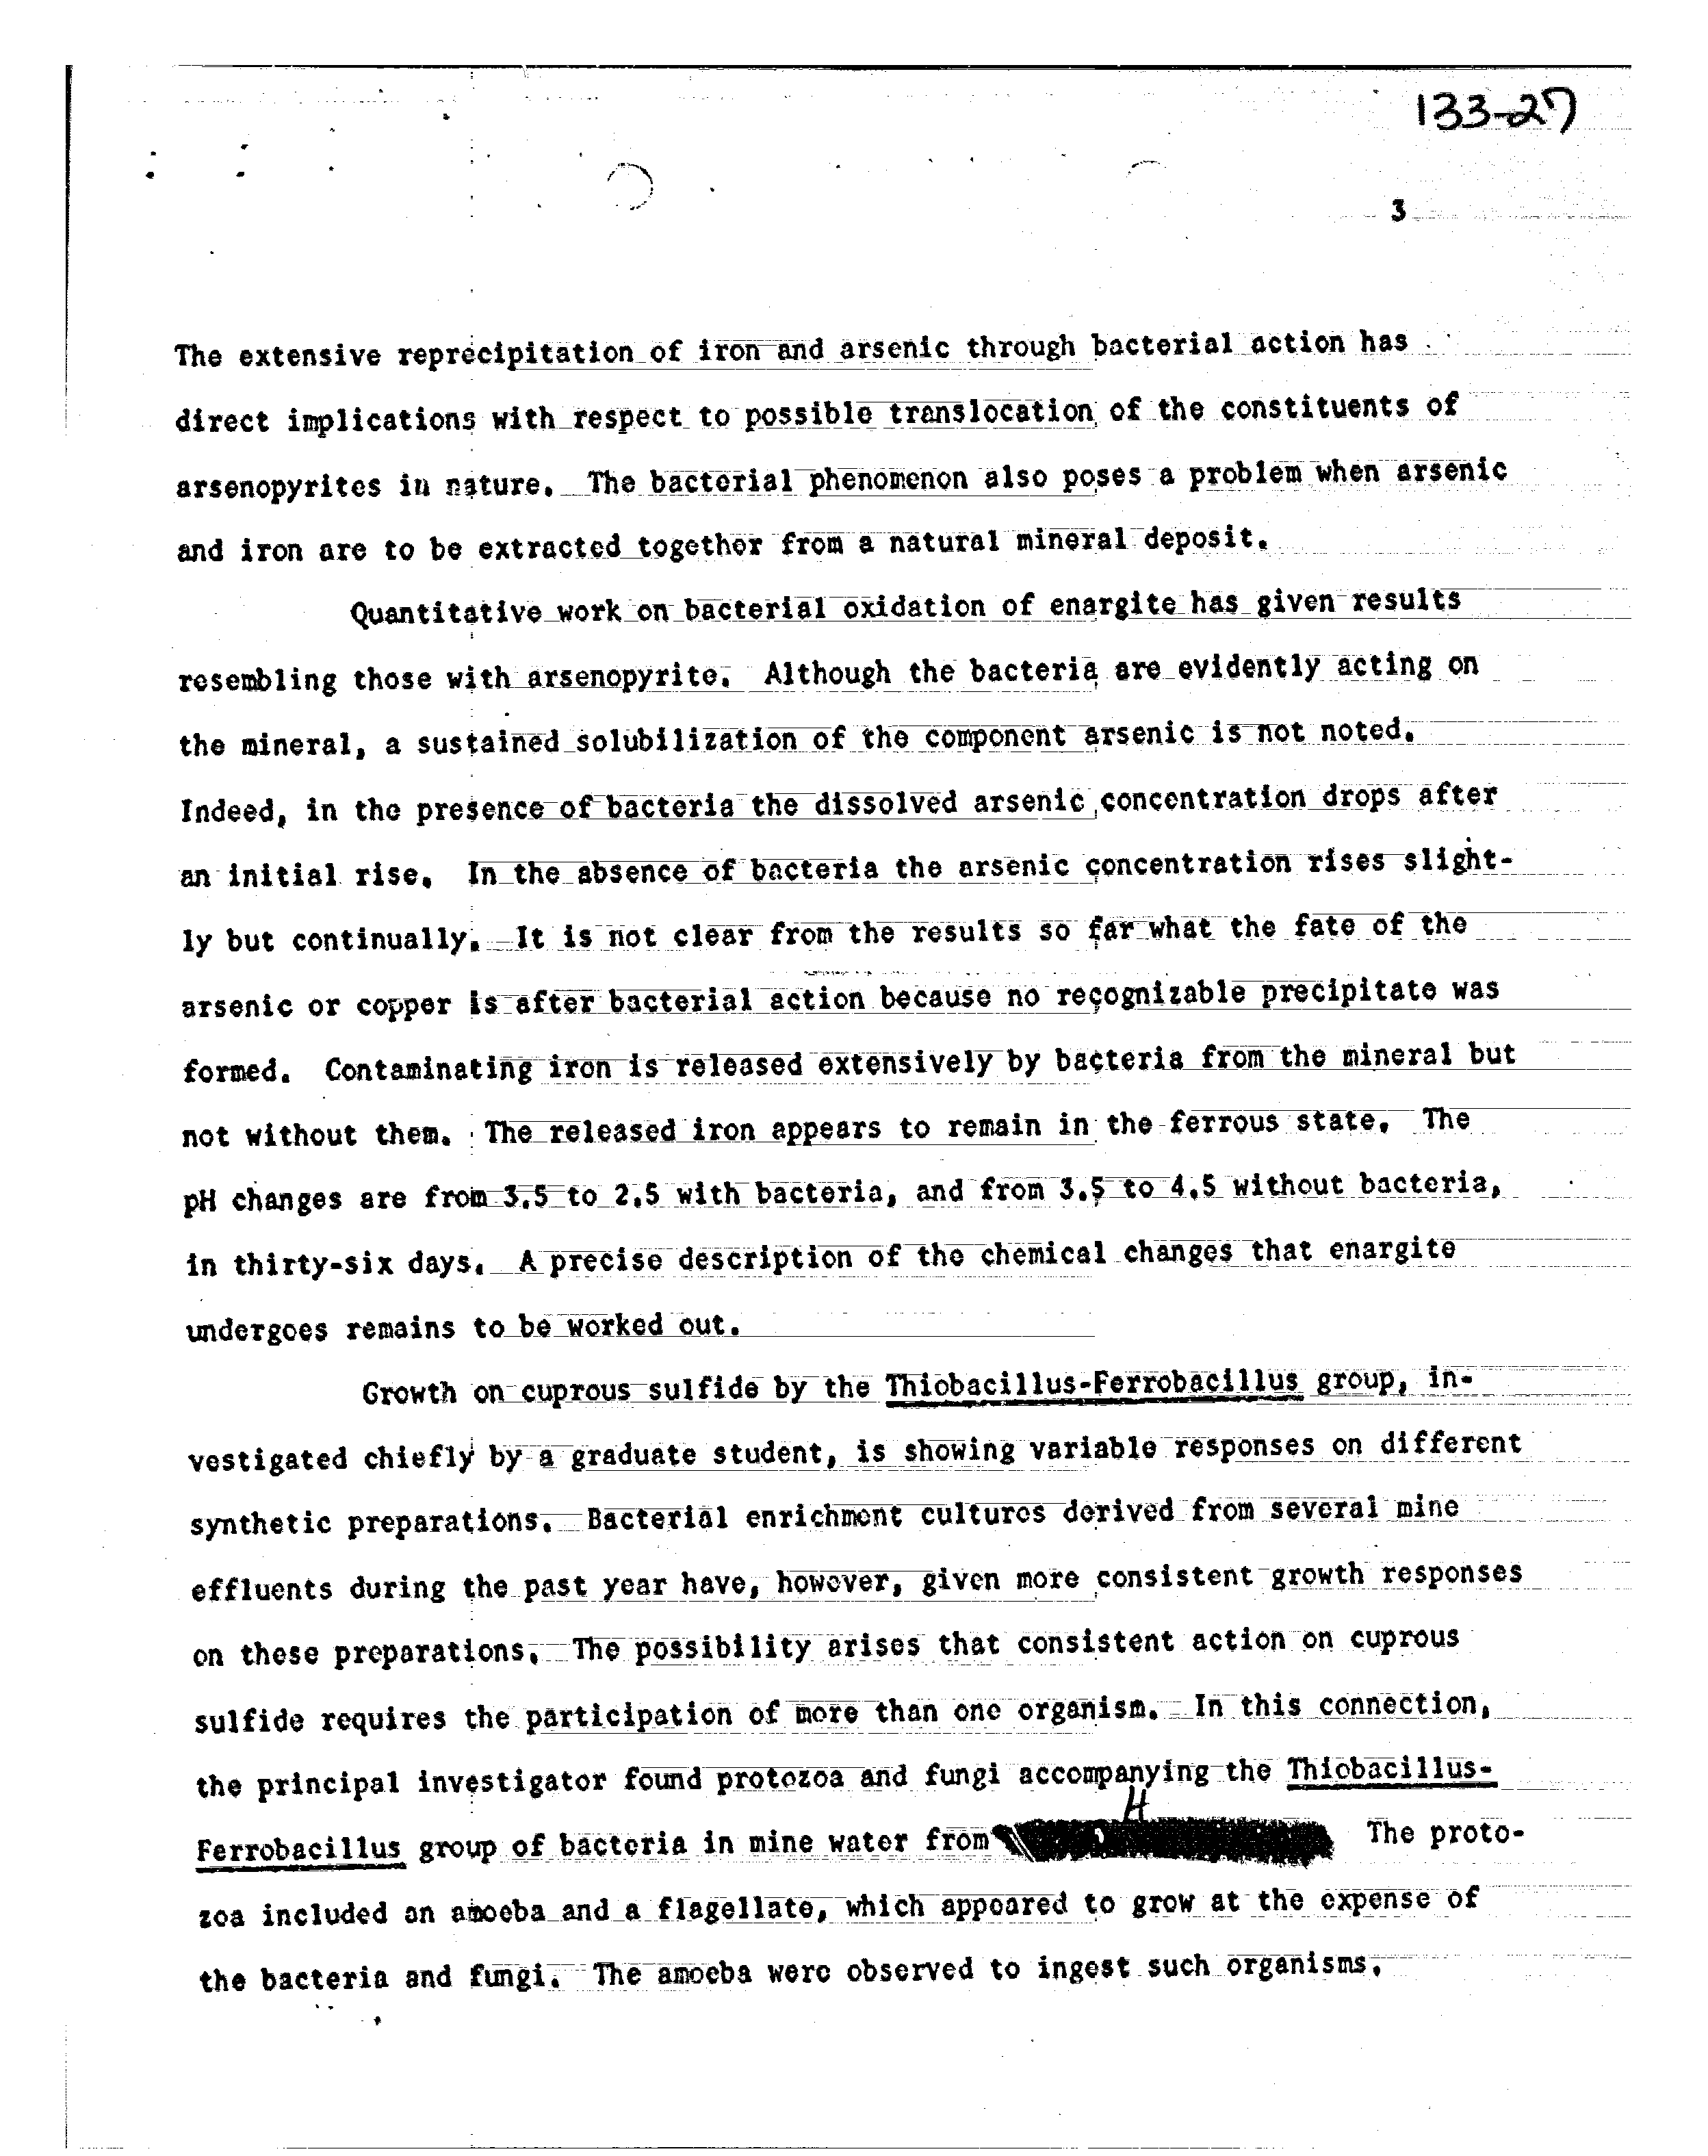 133-27
3
The extensive reprecipitation of iron and arsenic through bacterial action has
direct implications with respect to possible translocation of the constituents of
arsenopyrites in nature. The bacterial phenomenon also poses a problem when arsenic
and iron are to be extracted together from a natural mineral deposit.
Quantitative work on bacterial oxidation of enargite has given results
resembling those with arsenopyrite. Although the bacteria are evidently acting on
the mineral, a sustained solubilization of the component arsenic is not noted.
Indeed, in the presence of bacteria the dissolved arsenic concentration drops after
an initial rise. In the absence of bacteria the arsenic concentration rises slight-
ly but continually. It is not clear from the results so far what the fate of the
arsenic or copper is after bacterial action because no recognizable precipitate was
formed. Contaminating iron is released extensively by bacteria from the mineral but
not without them. The released iron appears to remain in the ferrous state. The
pH changes are from 3.5 to 2.5 with bacteria, and from 3.5 to 4.5 without bacteria,
in thirty-six days. A precise description of the chemical changes that enargite
undergoes remains to be worked out.
Growth on cuprous sulfide by the Thiobacillus-Ferrobacillus group, in-
vestigated chiefly by a graduate student, is showing variable responses on different
synthetic preparations. Bacterial enrichment cultures derived from several mine
effluents during the past year have, however, given more consistent growth responses
on these preparations. The possibility arises that consistent action on cuprous
sulfide requires the participation of more than one organism. In this connection,
the principal investigator found protozoa and fungi accompanying the Thiobacillus-
H
Ferrobacillus group of bacteria in mine water from The proto-
zoa included an amoeba and a flagellate, which appeared to grow at the expense of
the bacteria and fungi. The amoeba were observed to ingest such organisms.